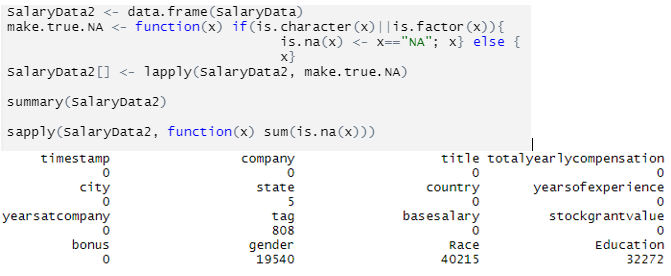 SalaryData2 <- data.frame(SalaryData)
make.true.NA <- function(x) if(is.character(x)||is.factor(x)){
is.na(x) <- x=="NA"; x} else {
x}
SalaryData2[] <- lapply(SalaryData2, make.true.NA)
summary(SalaryData2)
sapply(SalaryData2, function(x) sum(is.na(x)))
timestamp company title totalyearlycompensation
0 0 0 0
city state country yearsofexperience
0 5 0 0
yearsatcompany tag basesalary stockgrantvalue
0 808 0 0
bonus gender Race Education
0 19540 40215 32272